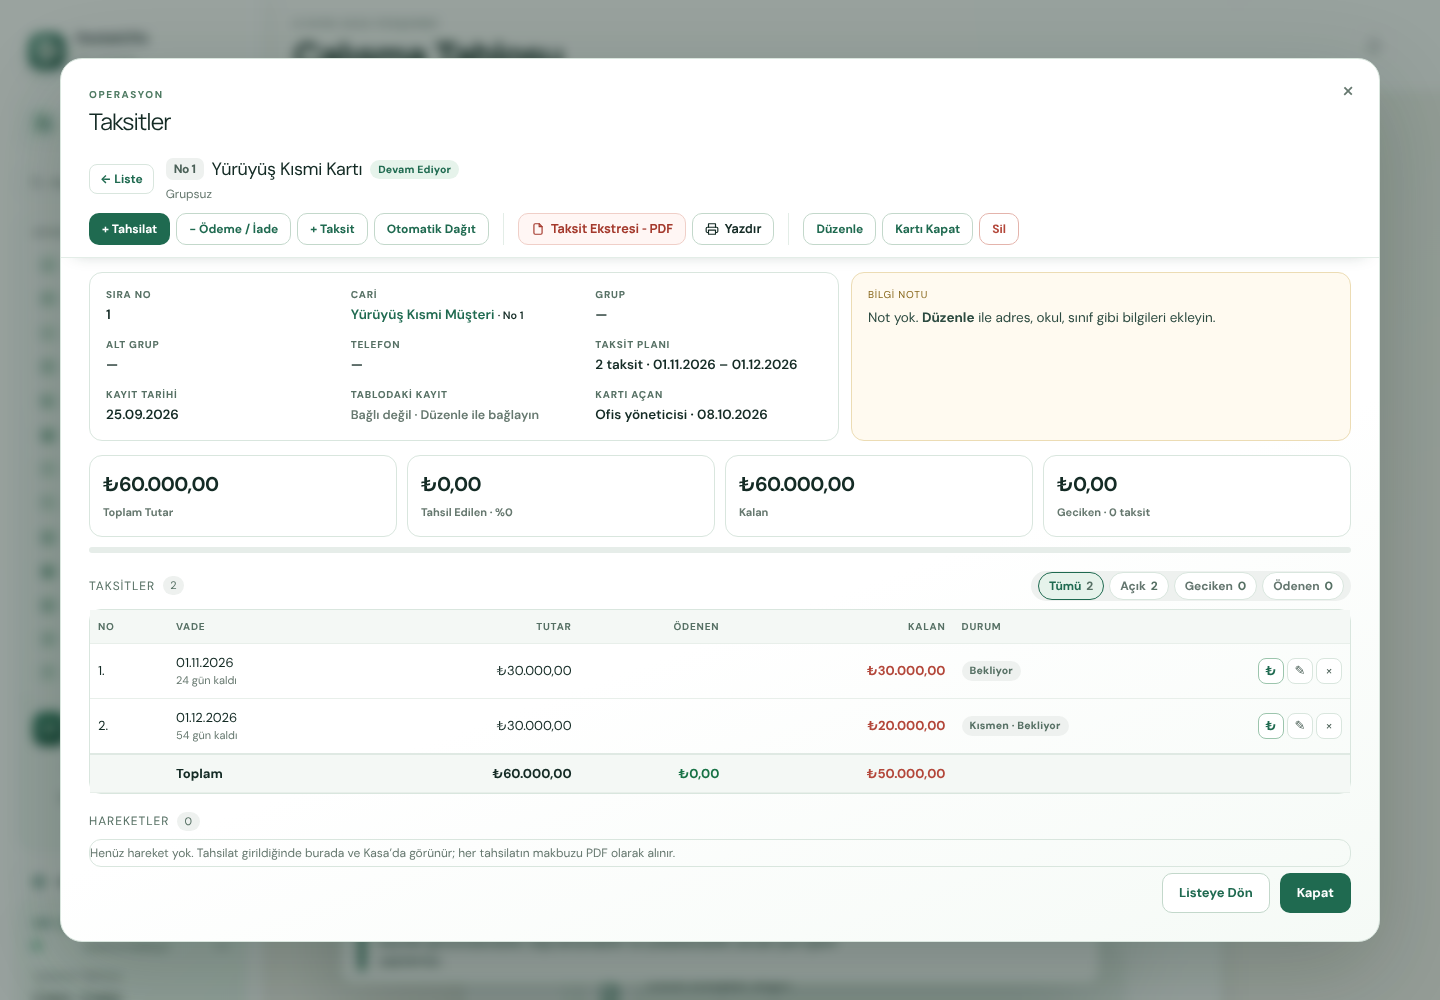 OPERASYON
Taksitler
×
← Liste
No 1 Yürüyüş Kısmi Kartı Devam Ediyor
Grupsuz
+ Tahsilat
− Ödeme / İade
+ Taksit
Otomatik Dağıt
Taksit Ekstresi - PDF
Yazdır
Düzenle
Kartı Kapat
Sil
SIRA NO
1
CARİ
Yürüyüş Kısmi Müşteri · No 1
GRUP
—
ALT GRUP
—
TELEFON
—
TAKSİT PLANI
2 taksit · 01.11.2026 – 01.12.2026
KAYIT TARİHİ
25.09.2026
TABLODAKİ KAYIT
Bağlı değil · Düzenle ile bağlayın
KARTI AÇAN
Ofis yöneticisi · 08.10.2026
BİLGİ NOTU
Not yok. Düzenle ile adres, okul, sınıf gibi bilgileri ekleyin.
₺60.000,00
Toplam Tutar
₺0,00
Tahsil Edilen · %0
₺60.000,00
Kalan
₺0,00
Geciken · 0 taksit
TAKSİTLER 2
Tümü 2 Açık 2 Geciken 0 Ödenen 0
NO VADE TUTAR ÖDENEN KALAN DURUM
1. 01.11.2026 ₺30.000,00 ₺30.000,00 Bekliyor ₺ ✎ ×
24 gün kaldı
2. 01.12.2026 ₺30.000,00 ₺20.000,00 Kısmen · Bekliyor ₺ ✎ ×
54 gün kaldı
Toplam ₺60.000,00 ₺0,00 ₺50.000,00
HAREKETLER 0
Henüz hareket yok. Tahsilat girildiğinde burada ve Kasa'da görünür; her tahsilatın makbuzu PDF olarak alınır.
Listeye Dön
Kapat